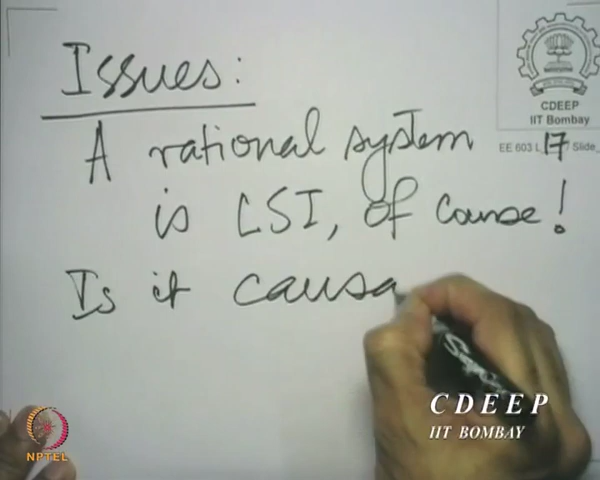 Issues:
A rational system
is LSI, of course!
Is it causa
CDEEP
IIT Bombay
EE 603 L 17 / Slide_
CDEEP
IIT BOMBAY
NPTEL